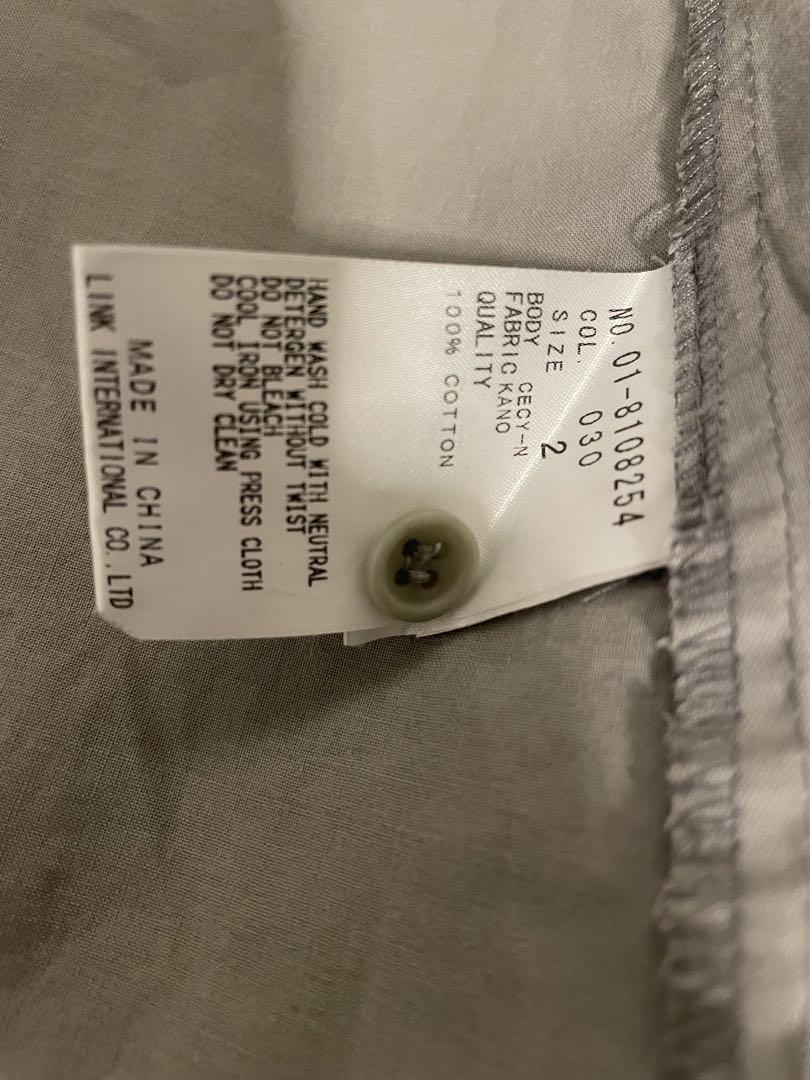 NO. 01-8108254
COL. 030
SIZE 2
BODY CECY-N
FABRIC KANO
QUALITY
100% COTTON
HAND WASH COLD WITH NEUTRAL
DETERGEN WITHOUT TWIST
DO NOT BLEACH
COOL IRON USING PRESS CLOTH
DO NOT DRY CLEAN
MADE IN CHINA
LINK INTERNATIONAL CO.,LTD